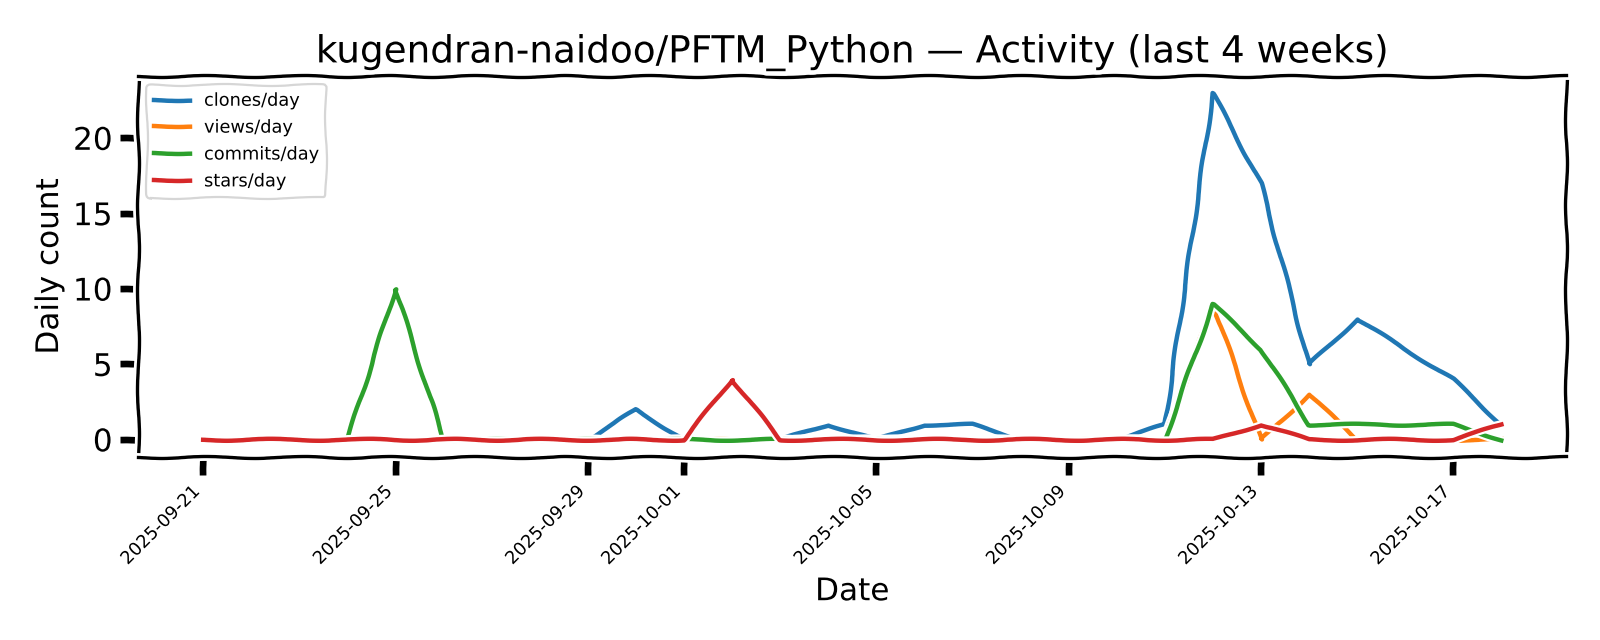 kugendran-naidoo/PFTM_Python — Activity (last 4 weeks)
clones/day
views/day
commits/day
stars/day
Daily count
20
15
10
5
0
2025-09-21
2025-09-25
2025-09-29
2025-10-01
2025-10-05
2025-10-09
2025-10-13
2025-10-17
Date